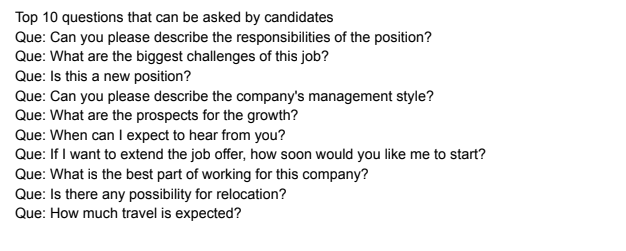 Top 10 questions that can be asked by candidates
Que: Can you please describe the responsibilities of the position?
Que: What are the biggest challenges of this job?
Que: Is this a new position?
Que: Can you please describe the company's management style?
Que: What are the prospects for the growth?
Que: When can I expect to hear from you?
Que: If I want to extend the job offer, how soon would you like me to start?
Que: What is the best part of working for this company?
Que: Is there any possibility for relocation?
Que: How much travel is expected?